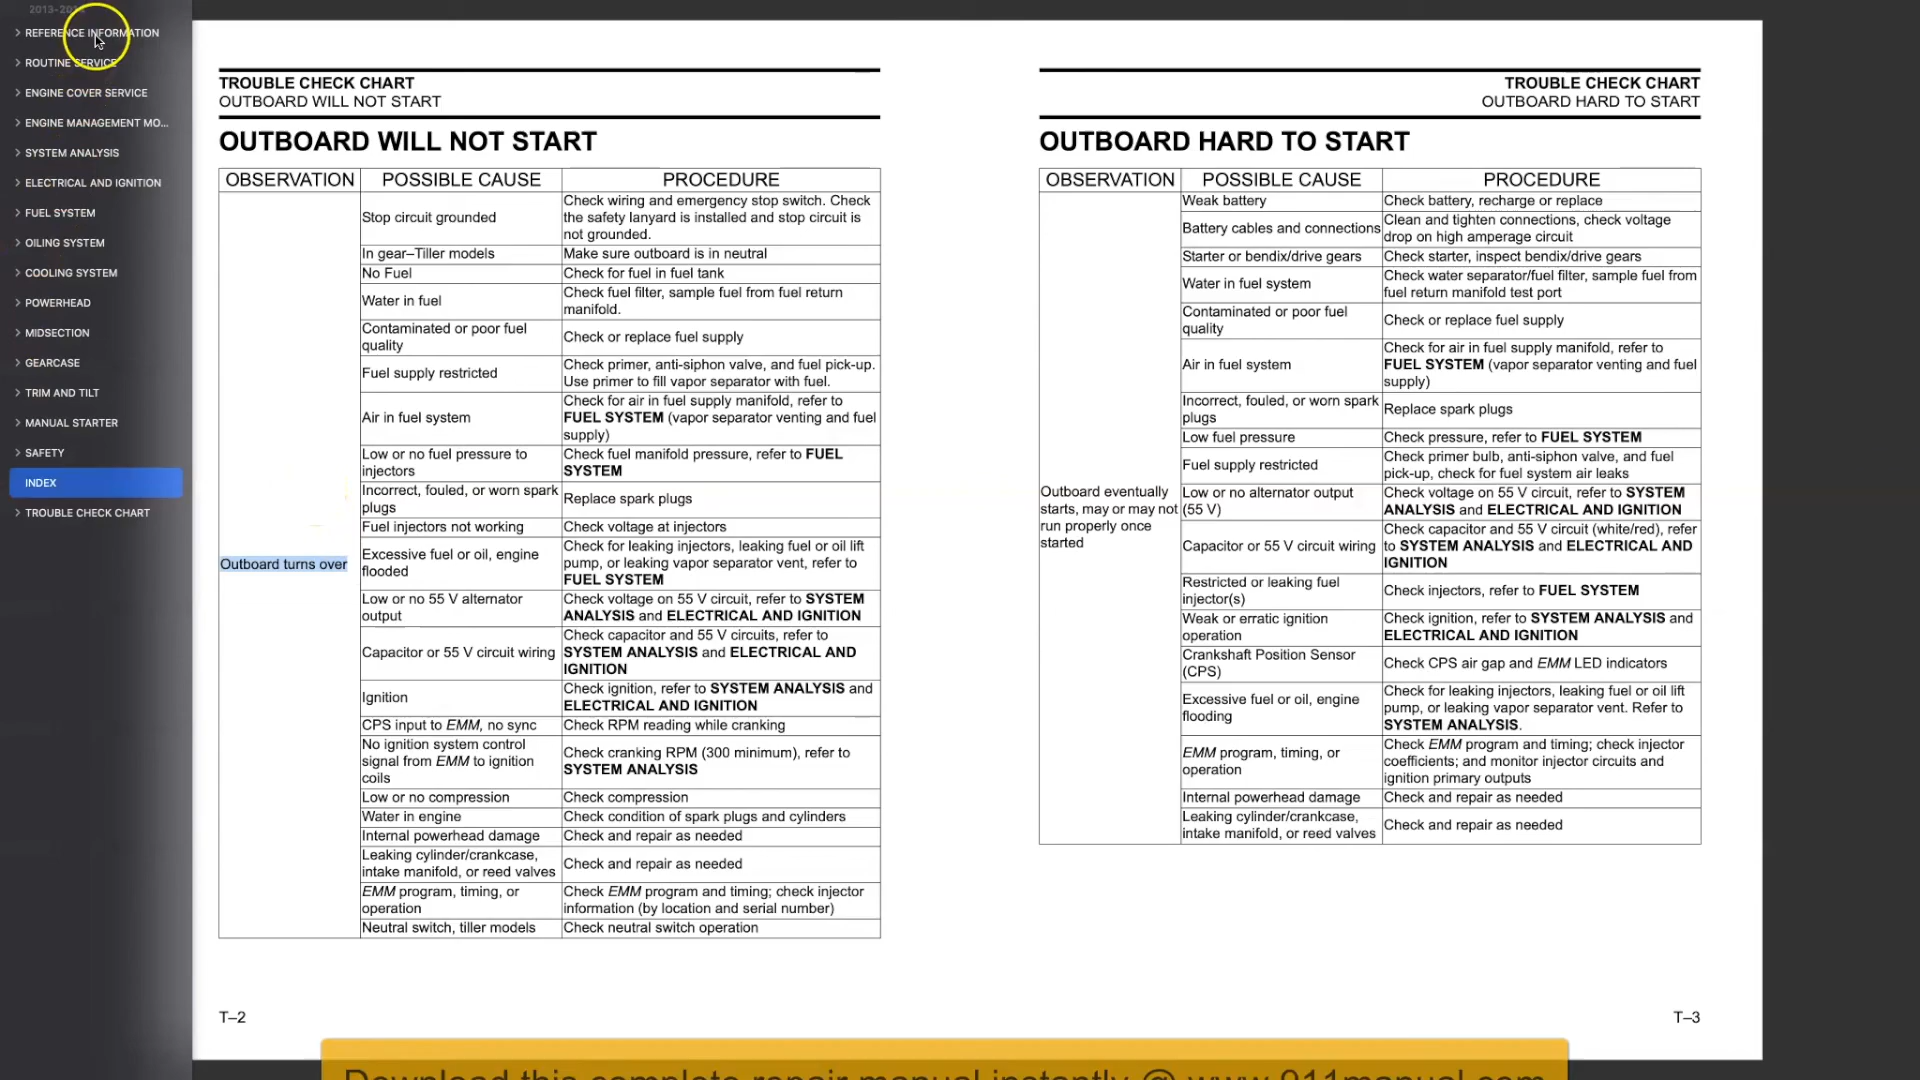 REFERENCE INFORMATION
ROUTINE SERVICE
ENGINE COVER SERVICE
ENGINE MANAGEMENT MO...
SYSTEM ANALYSIS
ELECTRICAL AND IGNITION
FUEL SYSTEM
OILING SYSTEM
COOLING SYSTEM
POWERHEAD
MIDSECTION
GEARCASE
TRIM AND TILT
MANUAL STARTER
SAFETY
INDEX
TROUBLE CHECK CHART
TROUBLE CHECK CHART
OUTBOARD WILL NOT START
OUTBOARD WILL NOT START
OBSERVATION POSSIBLE CAUSE PROCEDURE
Outboard turns over
Stop circuit grounded
Check wiring and emergency stop switch. Check
the safety lanyard is installed and stop circuit is
not grounded.
In gear–Tiller models
Make sure outboard is in neutral
No Fuel
Check for fuel in fuel tank
Water in fuel
Check fuel filter, sample fuel from fuel return
manifold.
Contaminated or poor fuel
quality
Check or replace fuel supply
Fuel supply restricted
Check primer, anti-siphon valve, and fuel pick-up.
Use primer to fill vapor separator with fuel.
Air in fuel system
Check for air in fuel supply manifold, refer to
FUEL SYSTEM (vapor separator venting and fuel
supply)
Low or no fuel pressure to
injectors
Check fuel manifold pressure, refer to FUEL
SYSTEM
Incorrect, fouled, or worn spark
plugs
Replace spark plugs
Fuel injectors not working
Check voltage at injectors
Excessive fuel or oil, engine
flooded
Check for leaking injectors, leaking fuel or oil lift
pump, or leaking vapor separator vent, refer to
FUEL SYSTEM
Low or no 55 V alternator
output
Check voltage on 55 V circuit, refer to SYSTEM
ANALYSIS and ELECTRICAL AND IGNITION
Capacitor or 55 V circuit wiring
Check capacitor and 55 V circuits, refer to
SYSTEM ANALYSIS and ELECTRICAL AND
IGNITION
Ignition
Check ignition, refer to SYSTEM ANALYSIS and
ELECTRICAL AND IGNITION
CPS input to EMM, no sync
Check RPM reading while cranking
No ignition system control
signal from EMM to ignition
coils
Check cranking RPM (300 minimum), refer to
SYSTEM ANALYSIS
Low or no compression
Check compression
Water in engine
Check condition of spark plugs and cylinders
Internal powerhead damage
Check and repair as needed
Leaking cylinder/crankcase,
intake manifold, or reed valves
Check and repair as needed
EMM program, timing, or
operation
Check EMM program and timing; check injector
information (by location and serial number)
Neutral switch, tiller models
Check neutral switch operation
T–2
TROUBLE CHECK CHART
OUTBOARD HARD TO START
OUTBOARD HARD TO START
OBSERVATION POSSIBLE CAUSE PROCEDURE
Outboard eventually
starts, may or may not
run properly once
started
Weak battery
Check battery, recharge or replace
Battery cables and connections
Clean and tighten connections, check voltage
drop on high amperage circuit
Starter or bendix/drive gears
Check starter, inspect bendix/drive gears
Water in fuel system
Check water separator/fuel filter, sample fuel from
fuel return manifold test port
Contaminated or poor fuel
quality
Check or replace fuel supply
Air in fuel system
Check for air in fuel supply manifold, refer to
FUEL SYSTEM (vapor separator venting and fuel
supply)
Incorrect, fouled, or worn spark
plugs
Replace spark plugs
Low fuel pressure
Check pressure, refer to FUEL SYSTEM
Fuel supply restricted
Check primer bulb, anti-siphon valve, and fuel
pick-up, check for fuel system air leaks
Low or no alternator output
(55 V)
Check voltage on 55 V circuit, refer to SYSTEM
ANALYSIS and ELECTRICAL AND IGNITION
Capacitor or 55 V circuit wiring
Check capacitor and 55 V circuit (white/red), refer
to SYSTEM ANALYSIS and ELECTRICAL AND
IGNITION
Restricted or leaking fuel
injector(s)
Check injectors, refer to FUEL SYSTEM
Weak or erratic ignition
operation
Check ignition, refer to SYSTEM ANALYSIS and
ELECTRICAL AND IGNITION
Crankshaft Position Sensor
(CPS)
Check CPS air gap and EMM LED indicators
Excessive fuel or oil, engine
flooding
Check for leaking injectors, leaking fuel or oil lift
pump, or leaking vapor separator vent. Refer to
SYSTEM ANALYSIS.
EMM program, timing, or
operation
Check EMM program and timing; check injector
coefficients; and monitor injector circuits and
ignition primary outputs
Internal powerhead damage
Check and repair as needed
Leaking cylinder/crankcase,
intake manifold, or reed valves
Check and repair as needed
T–3
Download this complete repair manual instantly @ www.911manual.com